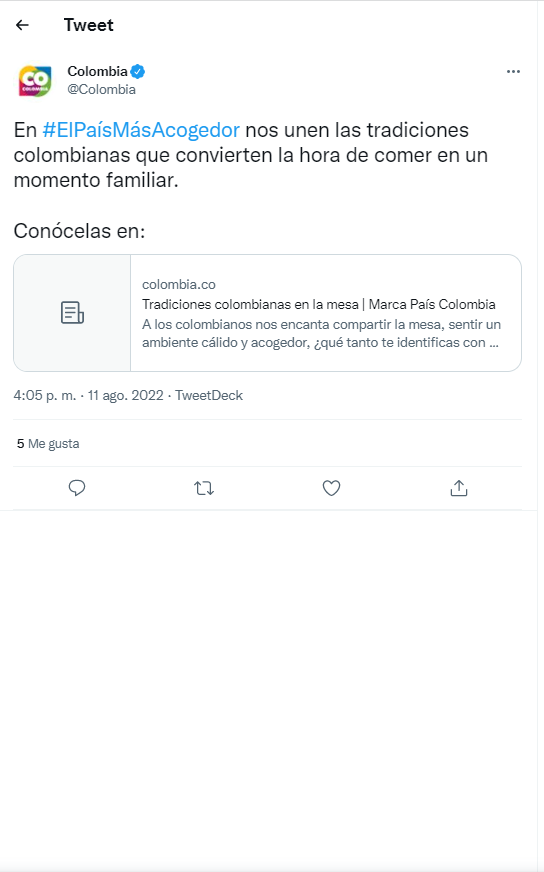 Tweet
CO
COLOMBIA
Colombia
@Colombia
En #ElPaísMásAcogedor nos unen las tradiciones
colombianas que convierten la hora de comer en un
momento familiar.
Conócelas en:
colombia.co
Tradiciones colombianas en la mesa | Marca País Colombia
A los colombianos nos encanta compartir la mesa, sentir un
ambiente cálido y acogedor, ¿qué tanto te identificas con ...
4:05 p. m. · 11 ago. 2022 · TweetDeck
5 Me gusta